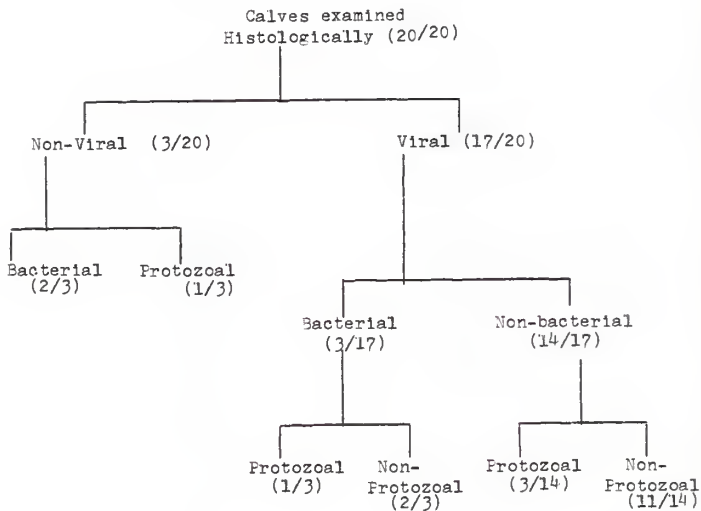 Calves examined
Histologically (20/20)
Non-Viral (3/20)
Viral (17/20)
Bacterial
(2/3)
Protozoal
(1/3)
Bacterial
(3/17)
Non-bacterial
(14/17)
Protozoal
(1/3)
Non-
Protozoal
(2/3)
Protozoal
(3/14)
Non-
Protozoal
(11/14)